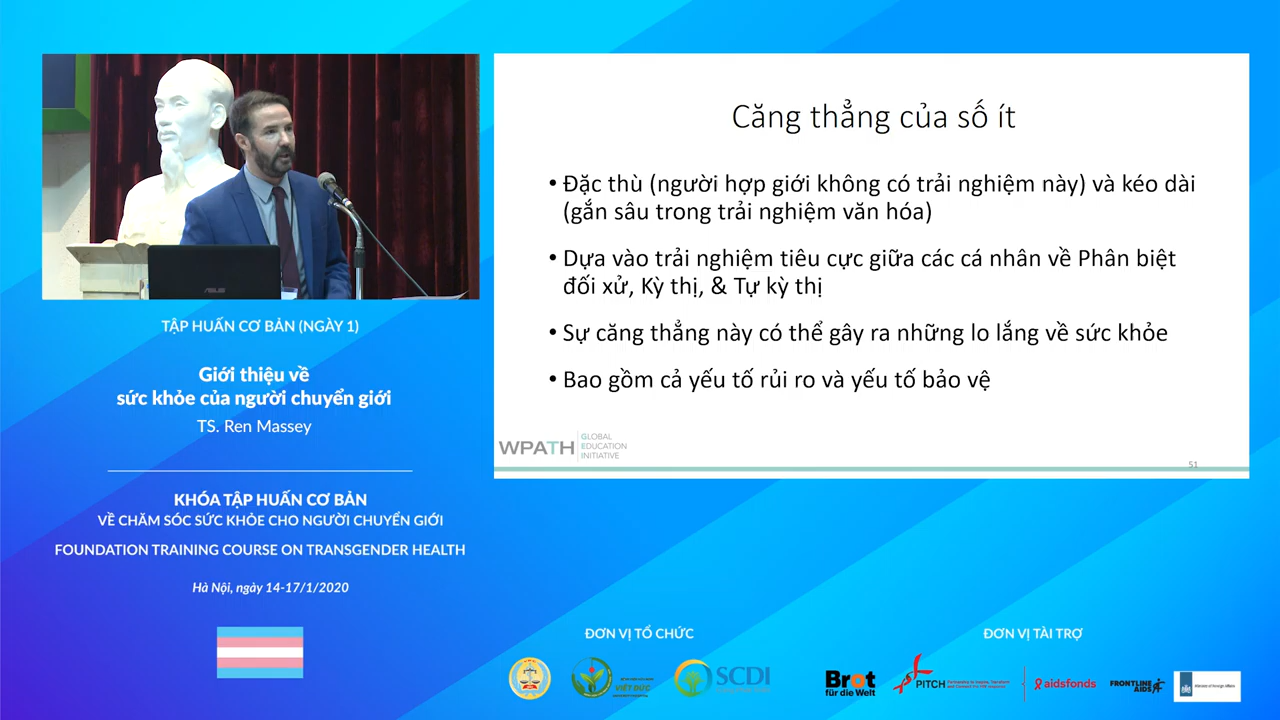 ASUS
TẬP HUẤN CƠ BẢN (NGÀY 1)
Giới thiệu về
sức khỏe của người chuyển giới
TS. Ren Massey
KHÓA TẬP HUẤN CƠ BẢN
VỀ CHĂM SÓC SỨC KHỎE CHO NGƯỜI CHUYỂN GIỚI
FOUNDATION TRAINING COURSE ON TRANSGENDER HEALTH
Hà Nội, ngày 14-17/1/2020
Căng thẳng của số ít
• Đặc thù (người hợp giới không có trải nghiệm này) và kéo dài
(gắn sâu trong trải nghiệm văn hóa)
• Dựa vào trải nghiệm tiêu cực giữa các cá nhân về Phân biệt
đối xử, Kỳ thị, & Tự kỳ thị
• Sự căng thẳng này có thể gây ra những lo lắng về sức khỏe
• Bao gồm cả yếu tố rủi ro và yếu tố bảo vệ
WPATH
GLOBAL
EDUCATION
INITIATIVE
51
ĐƠN VỊ TỔ CHỨC
VIỆT ĐỨC
SCDI
ĐƠN VỊ TÀI TRỢ
Brot
für die Welt
PITCH
aidsfonds
FRONTLINE
AIDS
Ministry of Foreign Affairs